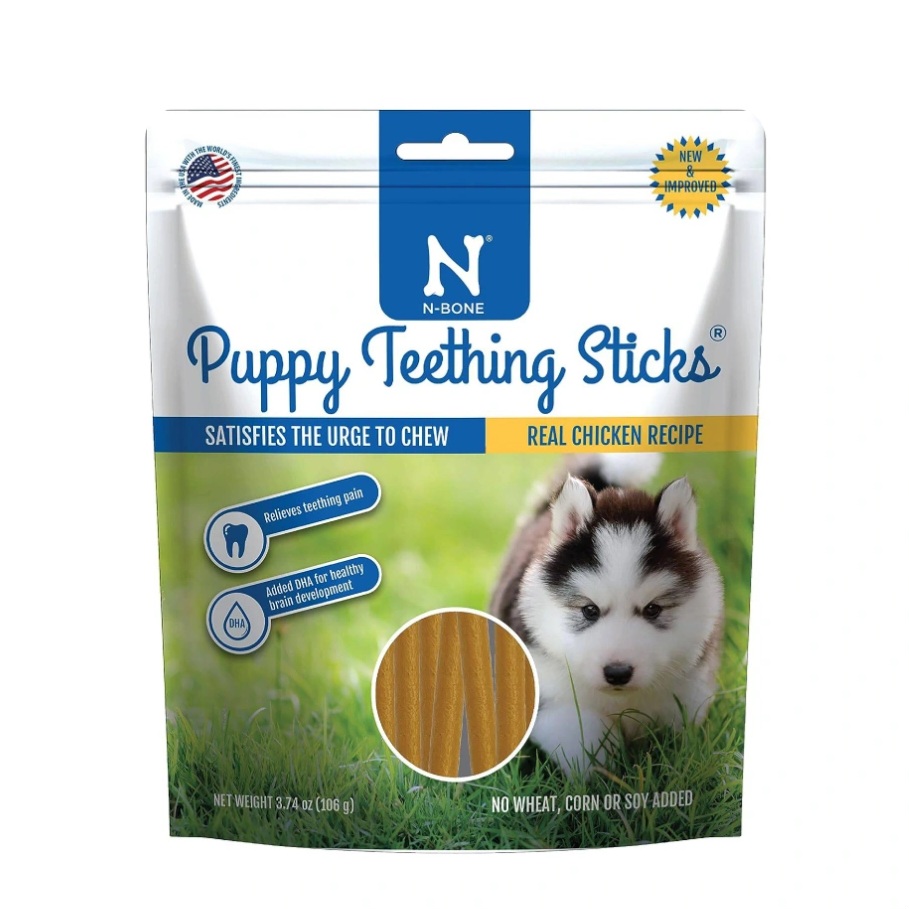 MADE IN THE USA WITH THE WORLD'S FINEST INGREDIENTS
NEW
&
IMPROVED
N®
N-BONE
Puppy Teething Sticks®
SATISFIES THE URGE TO CHEW
REAL CHICKEN RECIPE
Relieves teething pain
Added DHA for healthy
brain development
DHA
NET WEIGHT 3.74 oz (106 g)
NO WHEAT, CORN OR SOY ADDED